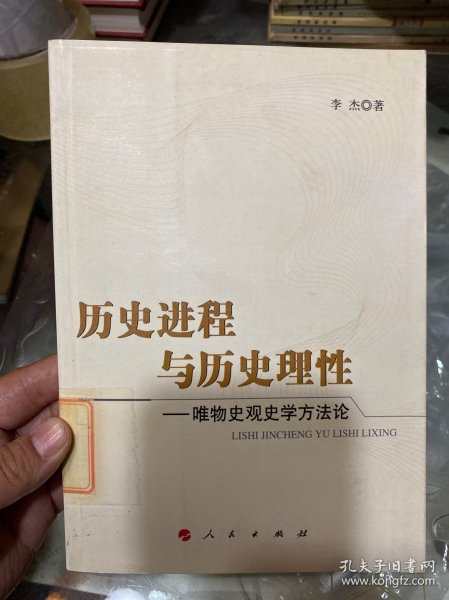 李 杰◎著
历史进程
与历史理性
——唯物史观史学方法论
LISHI JINCHENG YU LISHI LIXING
人民出版社
孔夫子旧书网
www.kongfz.com